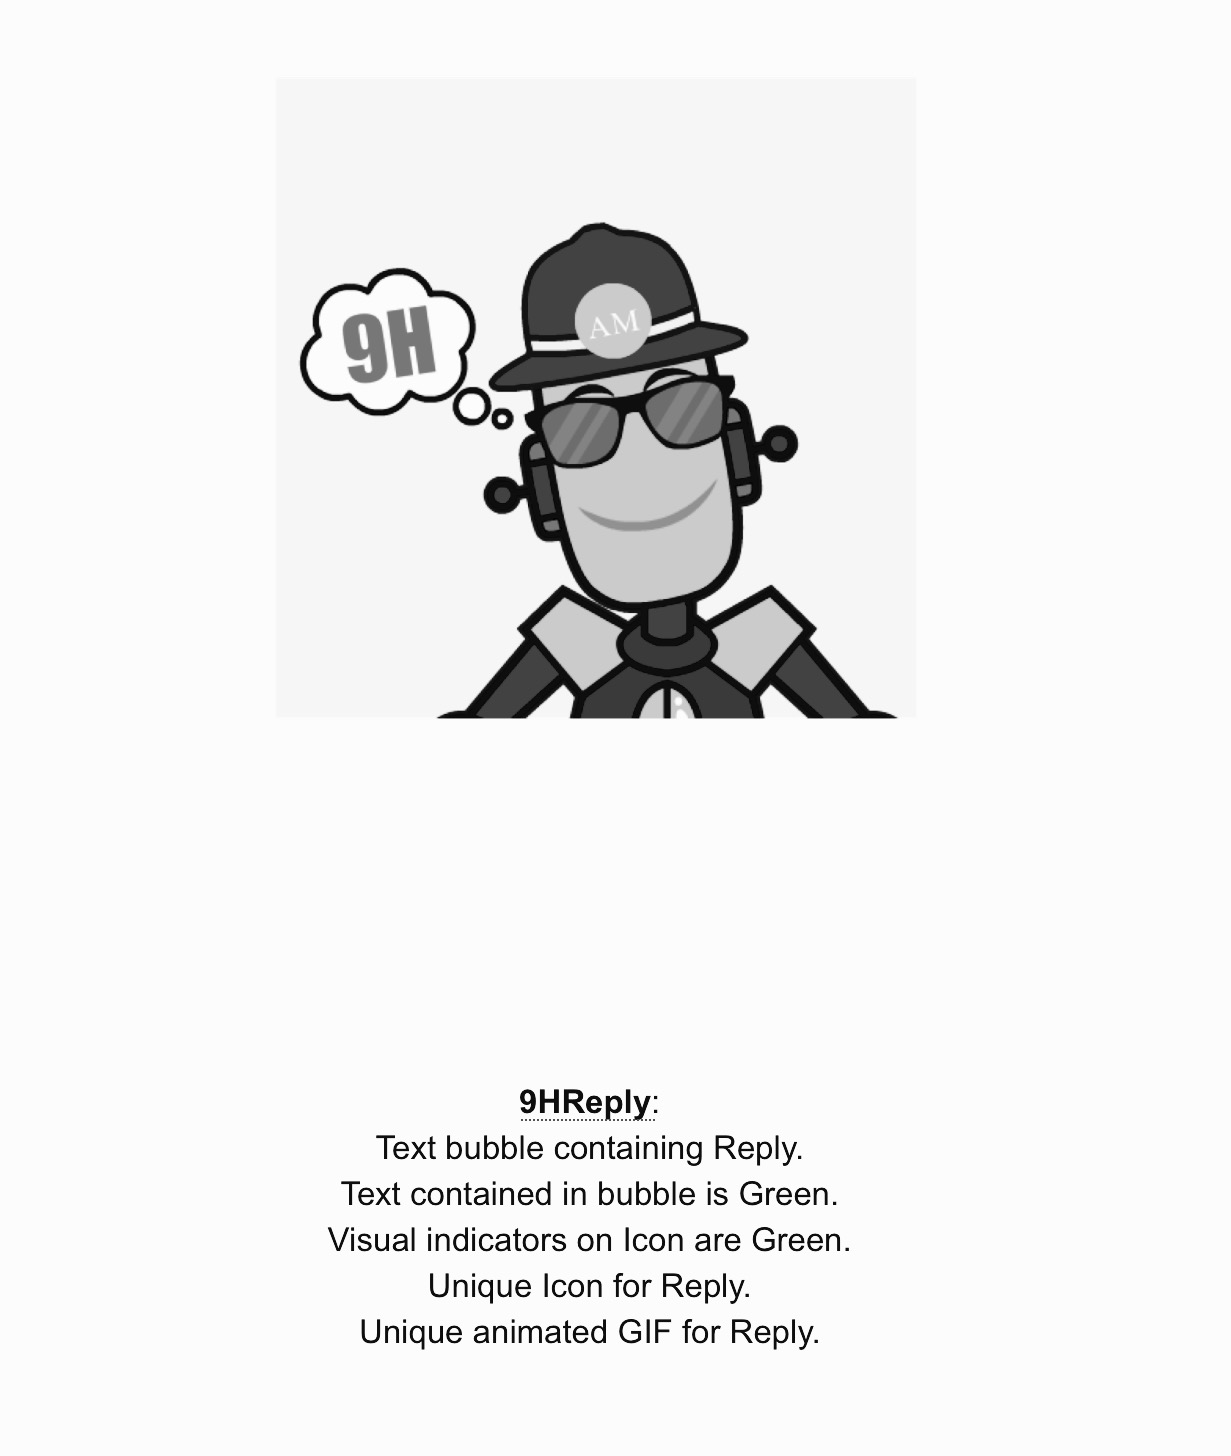 9H
AM
9HReply:
Text bubble containing Reply.
Text contained in bubble is Green.
Visual indicators on Icon are Green.
Unique Icon for Reply.
Unique animated GIF for Reply.